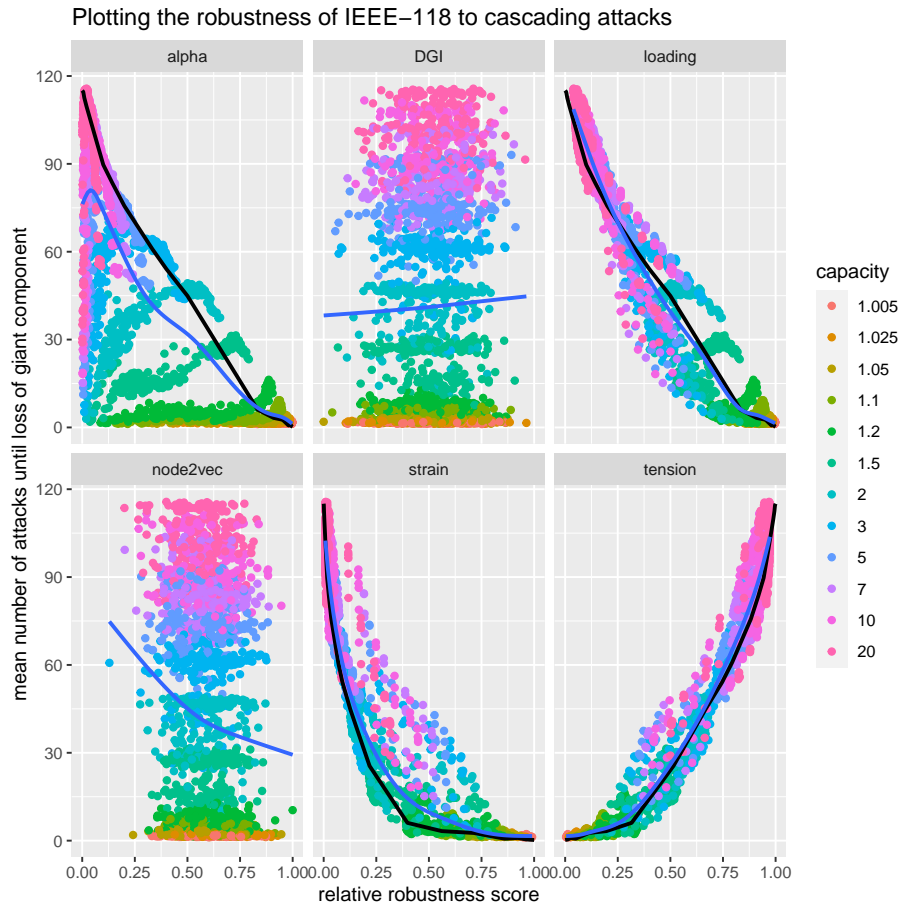 Plotting the robustness of IEEE−118 to cascading attacks
alpha
DGI
loading
120
90
60
30
0
node2vec
strain
tension
120
90
60
30
0
0.00 0.25 0.50 0.75 1.00
0.00 0.25 0.50 0.75 1.00
0.00 0.25 0.50 0.75 1.00
relative robustness score
mean number of attacks until loss of giant component
capacity
1.005
1.025
1.05
1.1
1.2
1.5
2
3
5
7
10
20